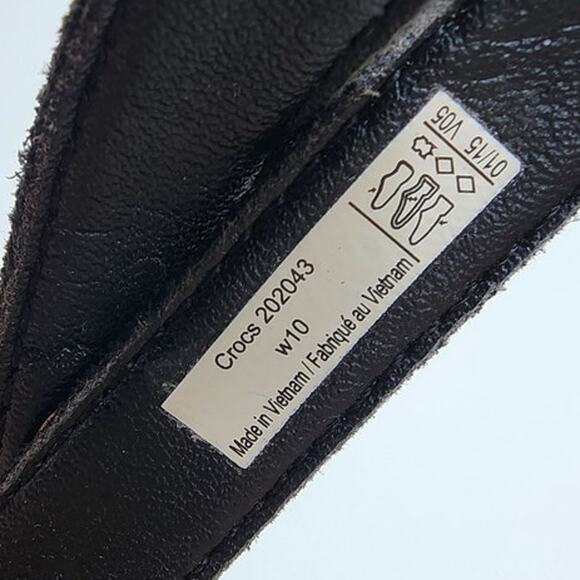 Crocs 202043
w10
Made in Vietnam / Fabriqué au Vietnam
01/15 V05